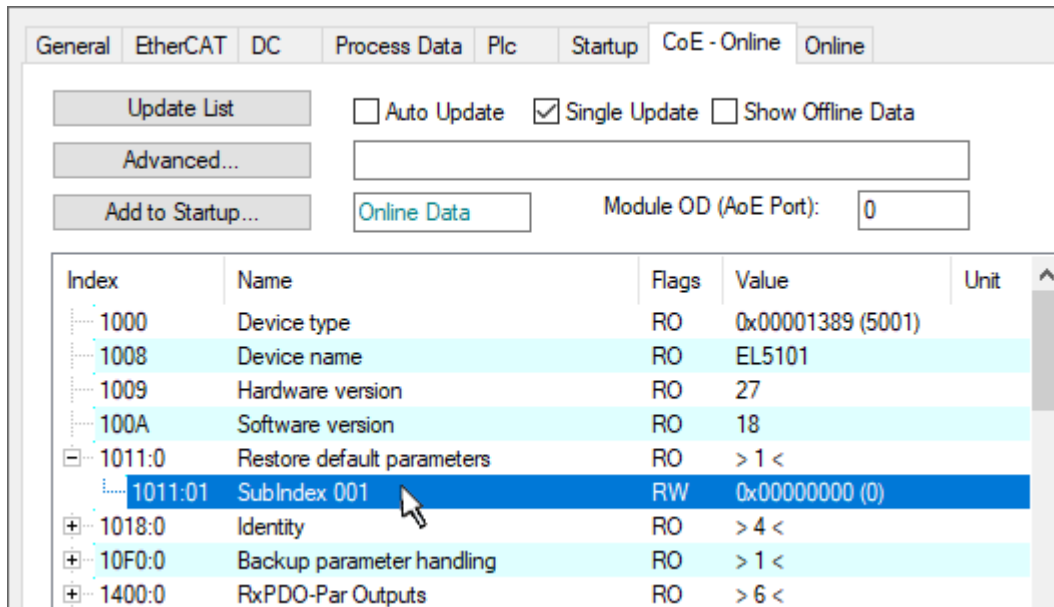 General EtherCAT DC Process Data Plc Startup CoE - Online Online
Update List Auto Update Single Update Show Offline Data
Advanced...
Add to Startup... Online Data Module OD (AoE Port): 0
Index Name Flags Value Unit
1000 Device type RO 0x00001389 (5001)
1008 Device name RO EL5101
1009 Hardware version RO 27
100A Software version RO 18
1011:0 Restore default parameters RO > 1 <
1011:01 SubIndex 001 RW 0x00000000 (0)
1018:0 Identity RO > 4 <
10F0:0 Backup parameter handling RO > 1 <
1400:0 RxPDO-Par Outputs RO > 6 <